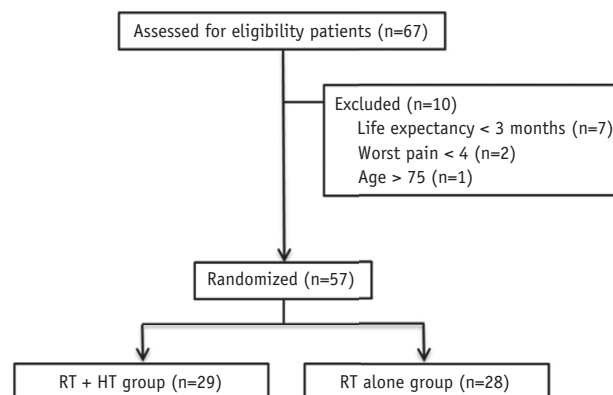 Assessed for eligibility patients (n=67)
Excluded (n=10)
Life expectancy < 3 months (n=7)
Worst pain < 4 (n=2)
Age > 75 (n=1)
Randomized (n=57)
RT + HT group (n=29)
RT alone group (n=28)